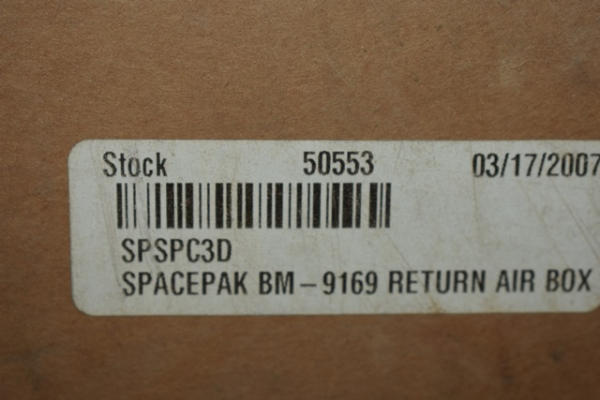 Stock 50553 03/17/2007
SPSPC3D
SPACEPAK BM-9169 RETURN AIR BOX